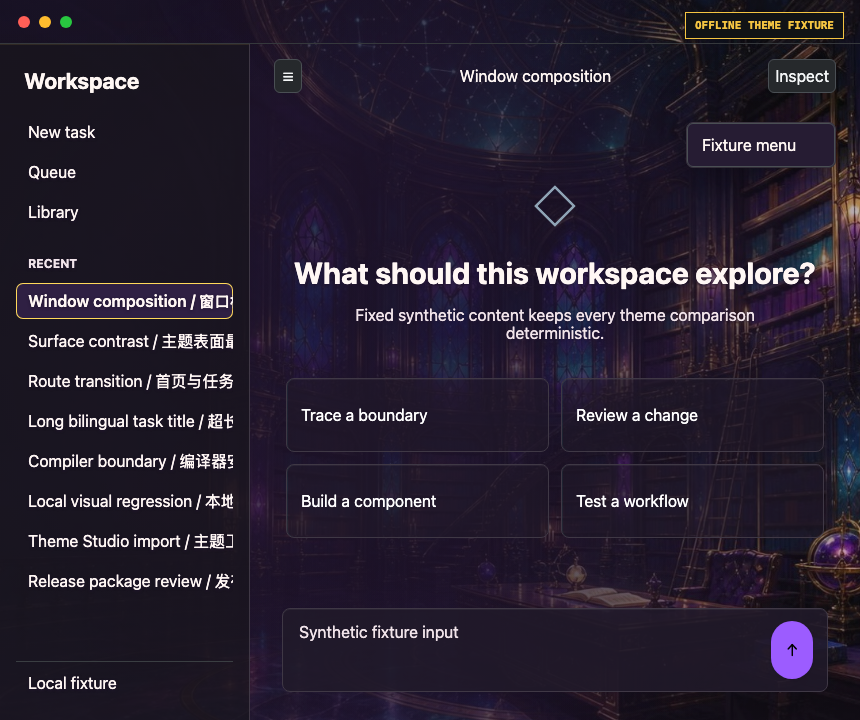 OFFLINE THEME FIXTURE
Workspace
New task
Queue
Library
RECENT
Window composition / 窗口
Surface contrast / 主题表面
Route transition / 首页与任务
Long bilingual task title / 超
Compiler boundary / 编译器
Local visual regression / 本地
Theme Studio import / 主题
Release package review / 发
Local fixture
Window composition
Inspect
Fixture menu
What should this workspace explore?
Fixed synthetic content keeps every theme comparison
deterministic.
Trace a boundary
Review a change
Build a component
Test a workflow
Synthetic fixture input